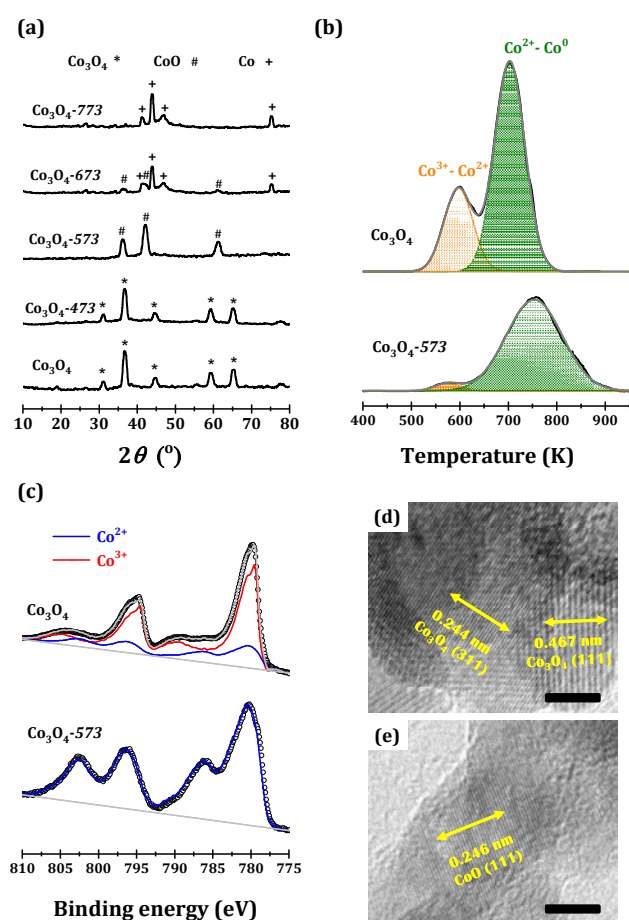 (a)
Co₃O₄ * CoO # Co +
+
+ +
+
Co₃O₄-773
+
# +# + # +
Co₃O₄-673
# # #
Co₃O₄-573
* * * * *
Co₃O₄-473
* * * * *
Co₃O₄
10 20 30 40 50 60 70 80
2θ (°)
(b)
Co²⁺- Co⁰
Co³⁺- Co²⁺
Co₃O₄
Co₃O₄-573
400 500 600 700 800 900
Temperature (K)
(c)
Co²⁺
Co³⁺
Co₃O₄
Co₃O₄-573
810 805 800 795 790 785 780 775
Binding energy (eV)
(d)
0.244 nm
Co₃O₄ (311)
0.467 nm
Co₃O₄ (111)
(e)
0.246 nm
CoO (111)